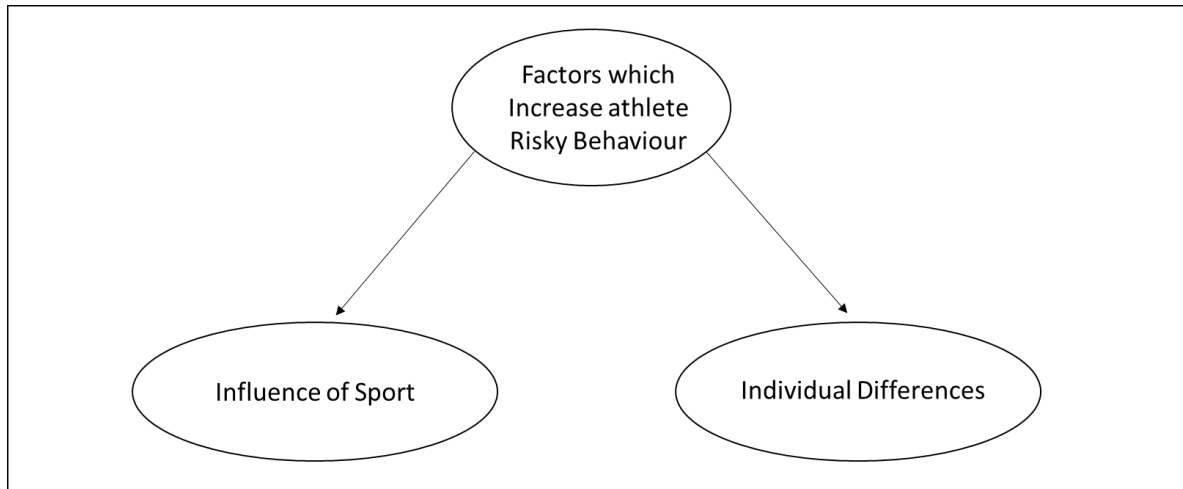 Factors which
Increase athlete
Risky Behaviour
Influence of Sport
Individual Differences